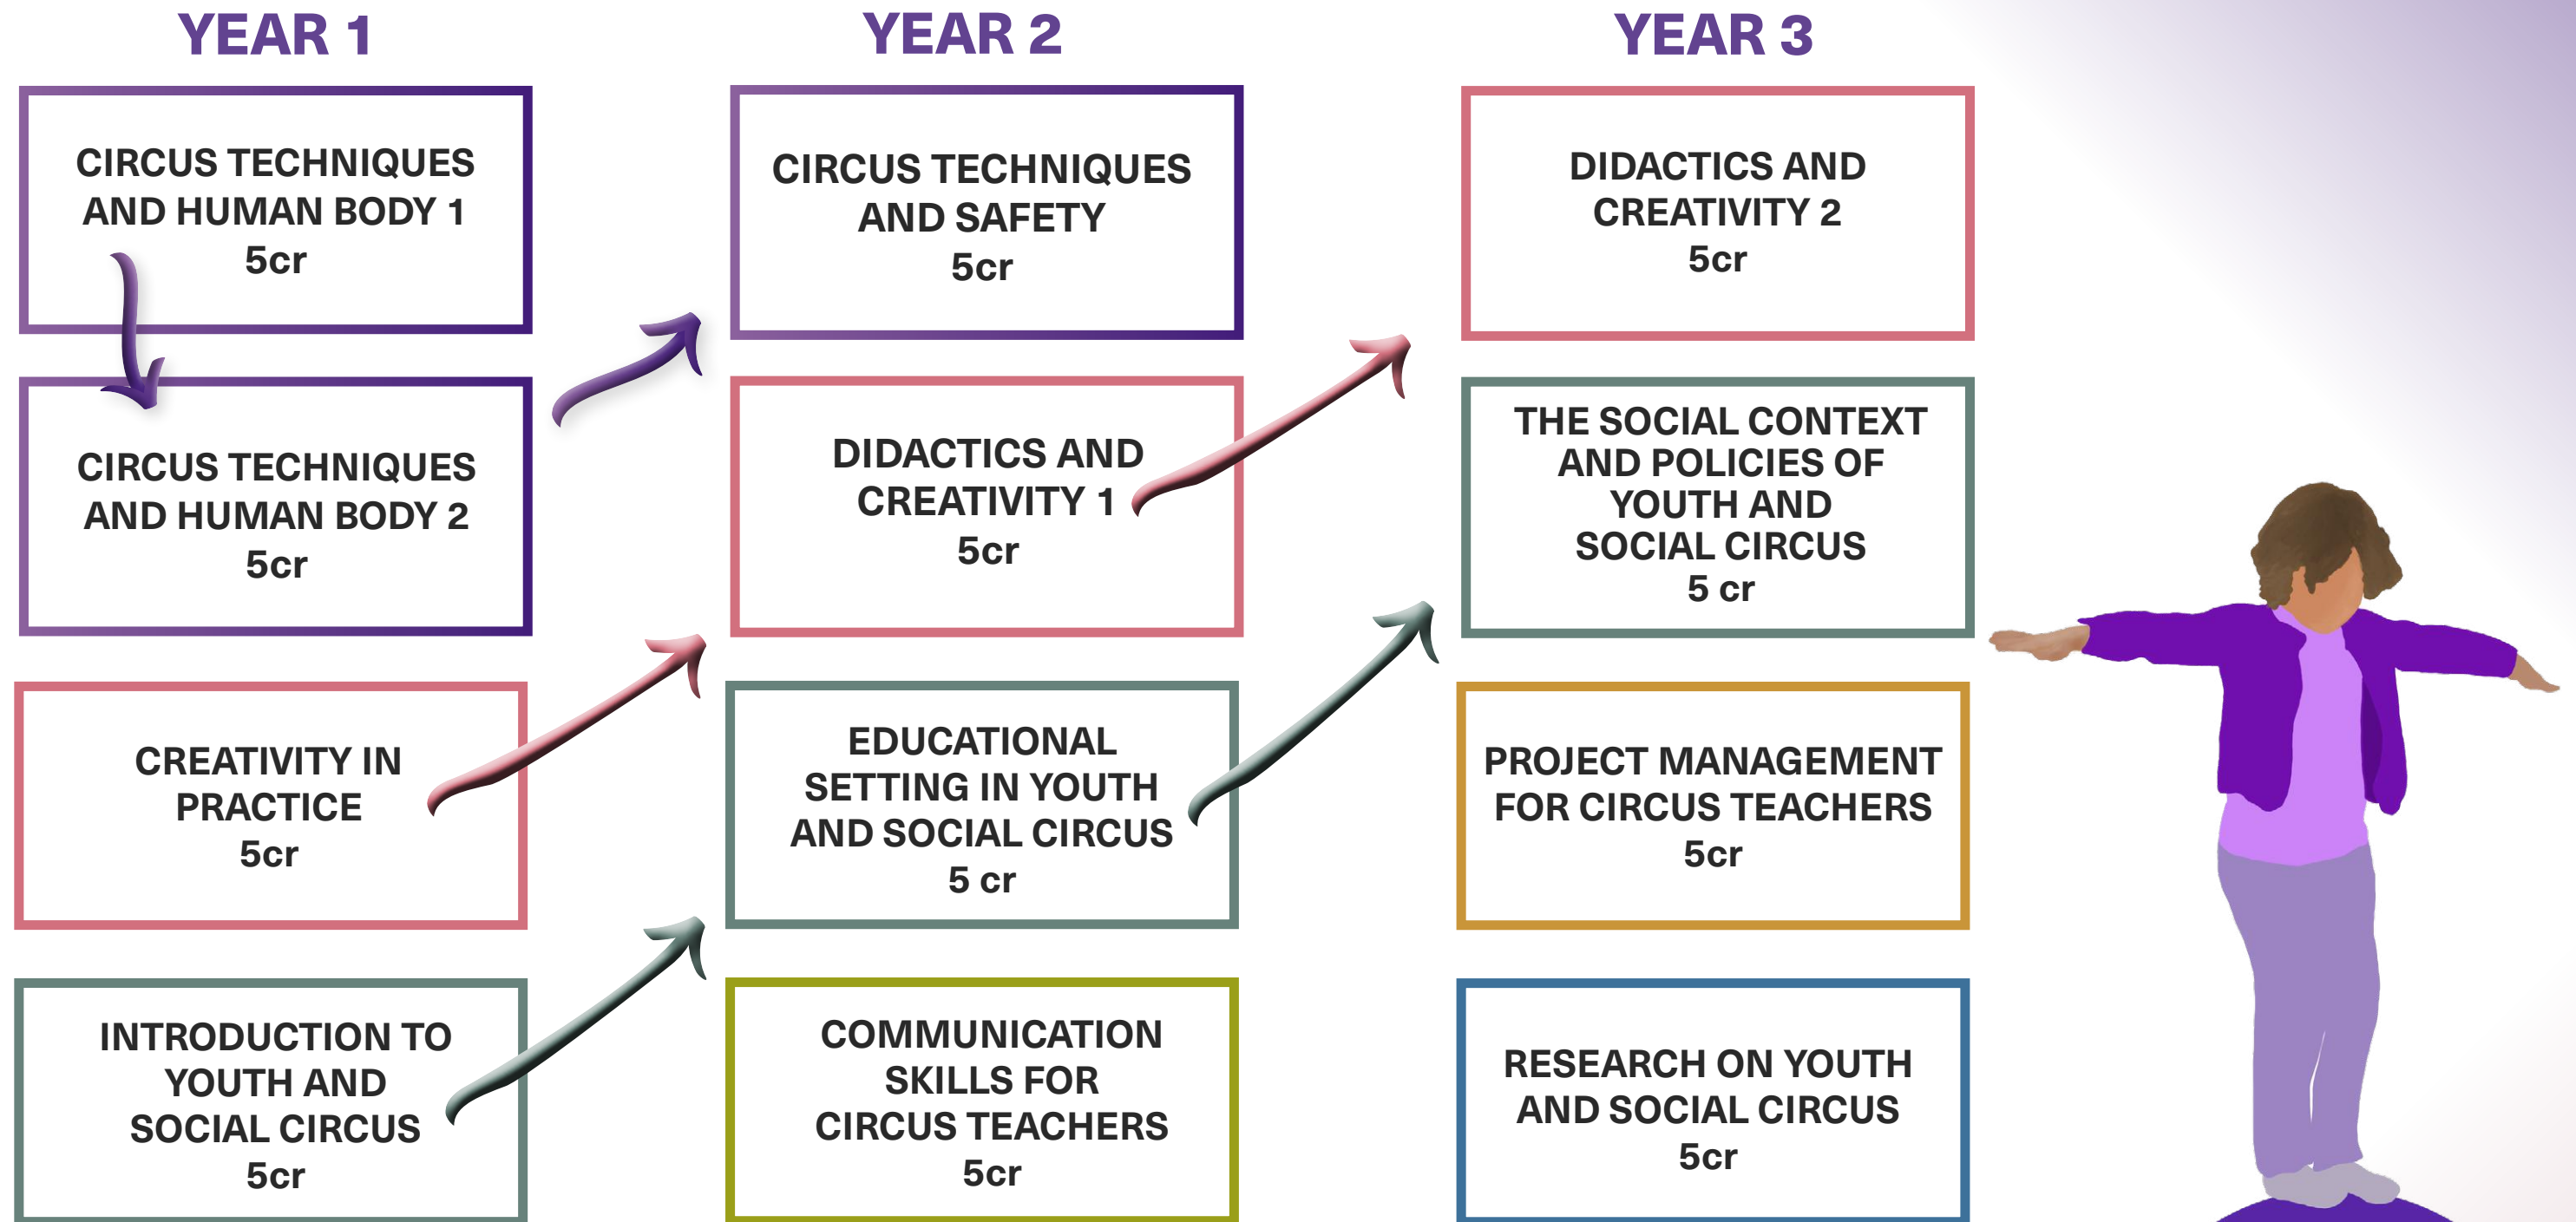 YEAR 1
CIRCUS TECHNIQUES
AND HUMAN BODY 1
5cr
CIRCUS TECHNIQUES
AND HUMAN BODY 2
5cr
CREATIVITY IN
PRACTICE
5cr
INTRODUCTION TO
YOUTH AND
SOCIAL CIRCUS
5cr
YEAR 2
CIRCUS TECHNIQUES
AND SAFETY
5cr
DIDACTICS AND
CREATIVITY 1
5cr
EDUCATIONAL
SETTING IN YOUTH
AND SOCIAL CIRCUS
5 cr
COMMUNICATION
SKILLS FOR
CIRCUS TEACHERS
5cr
YEAR 3
DIDACTICS AND
CREATIVITY 2
5cr
THE SOCIAL CONTEXT
AND POLICIES OF
YOUTH AND
SOCIAL CIRCUS
5 cr
PROJECT MANAGEMENT
FOR CIRCUS TEACHERS
5cr
RESEARCH ON YOUTH
AND SOCIAL CIRCUS
5cr